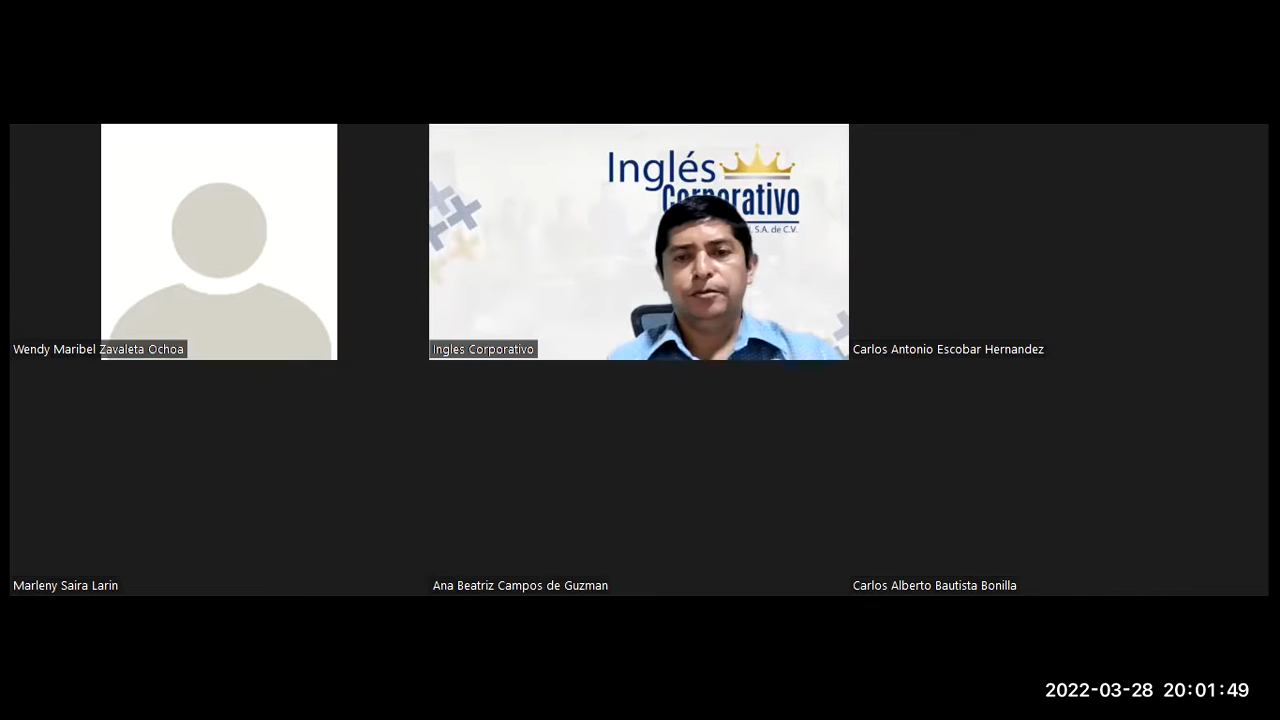 Inglés
Corporativo
S.A. de C.V.
Wendy Maribel Zavaleta Ochoa
Ingles Corporativo
Carlos Antonio Escobar Hernandez
Marleny Saira Larin
Ana Beatriz Campos de Guzman
Carlos Alberto Bautista Bonilla
2022-03-28 20:01:49